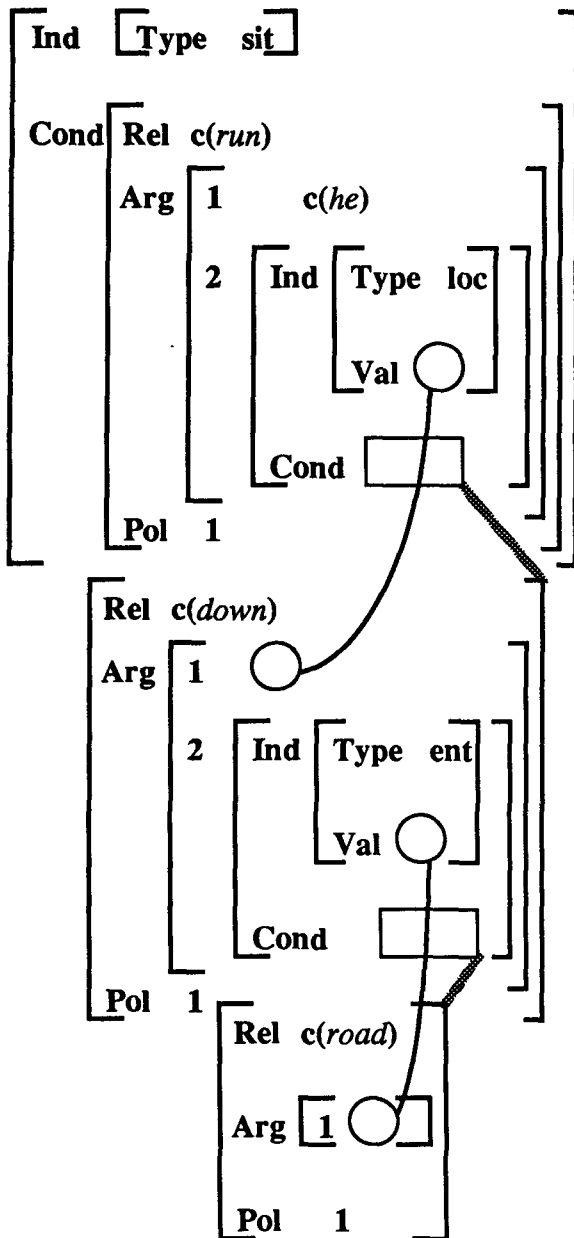 Ind Type sit
Cond Rel c(run)
Arg 1 c(he)
2 Ind Type loc
Val
Cond
Pol 1
Rel c(down)
Arg 1
2 Ind Type ent
Val
Cond
Pol 1
Rel c(road)
Arg 1
Pol 1